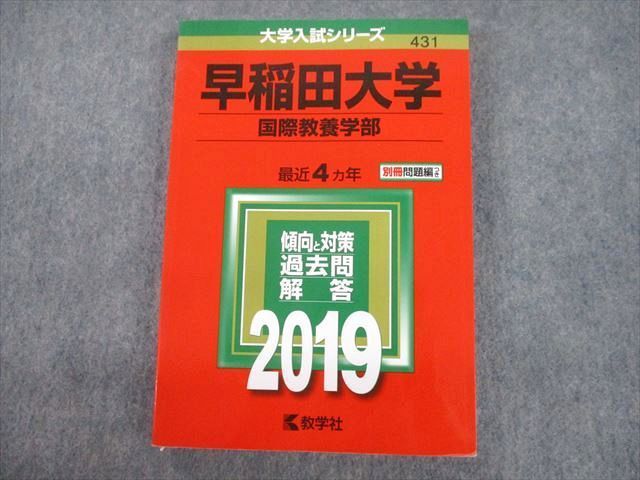 大学入試シリーズ
431
早稲田大学
国際教養学部
最近4ヵ年
別冊問題編つき
傾向と対策
過去問
解答
2019
教学社